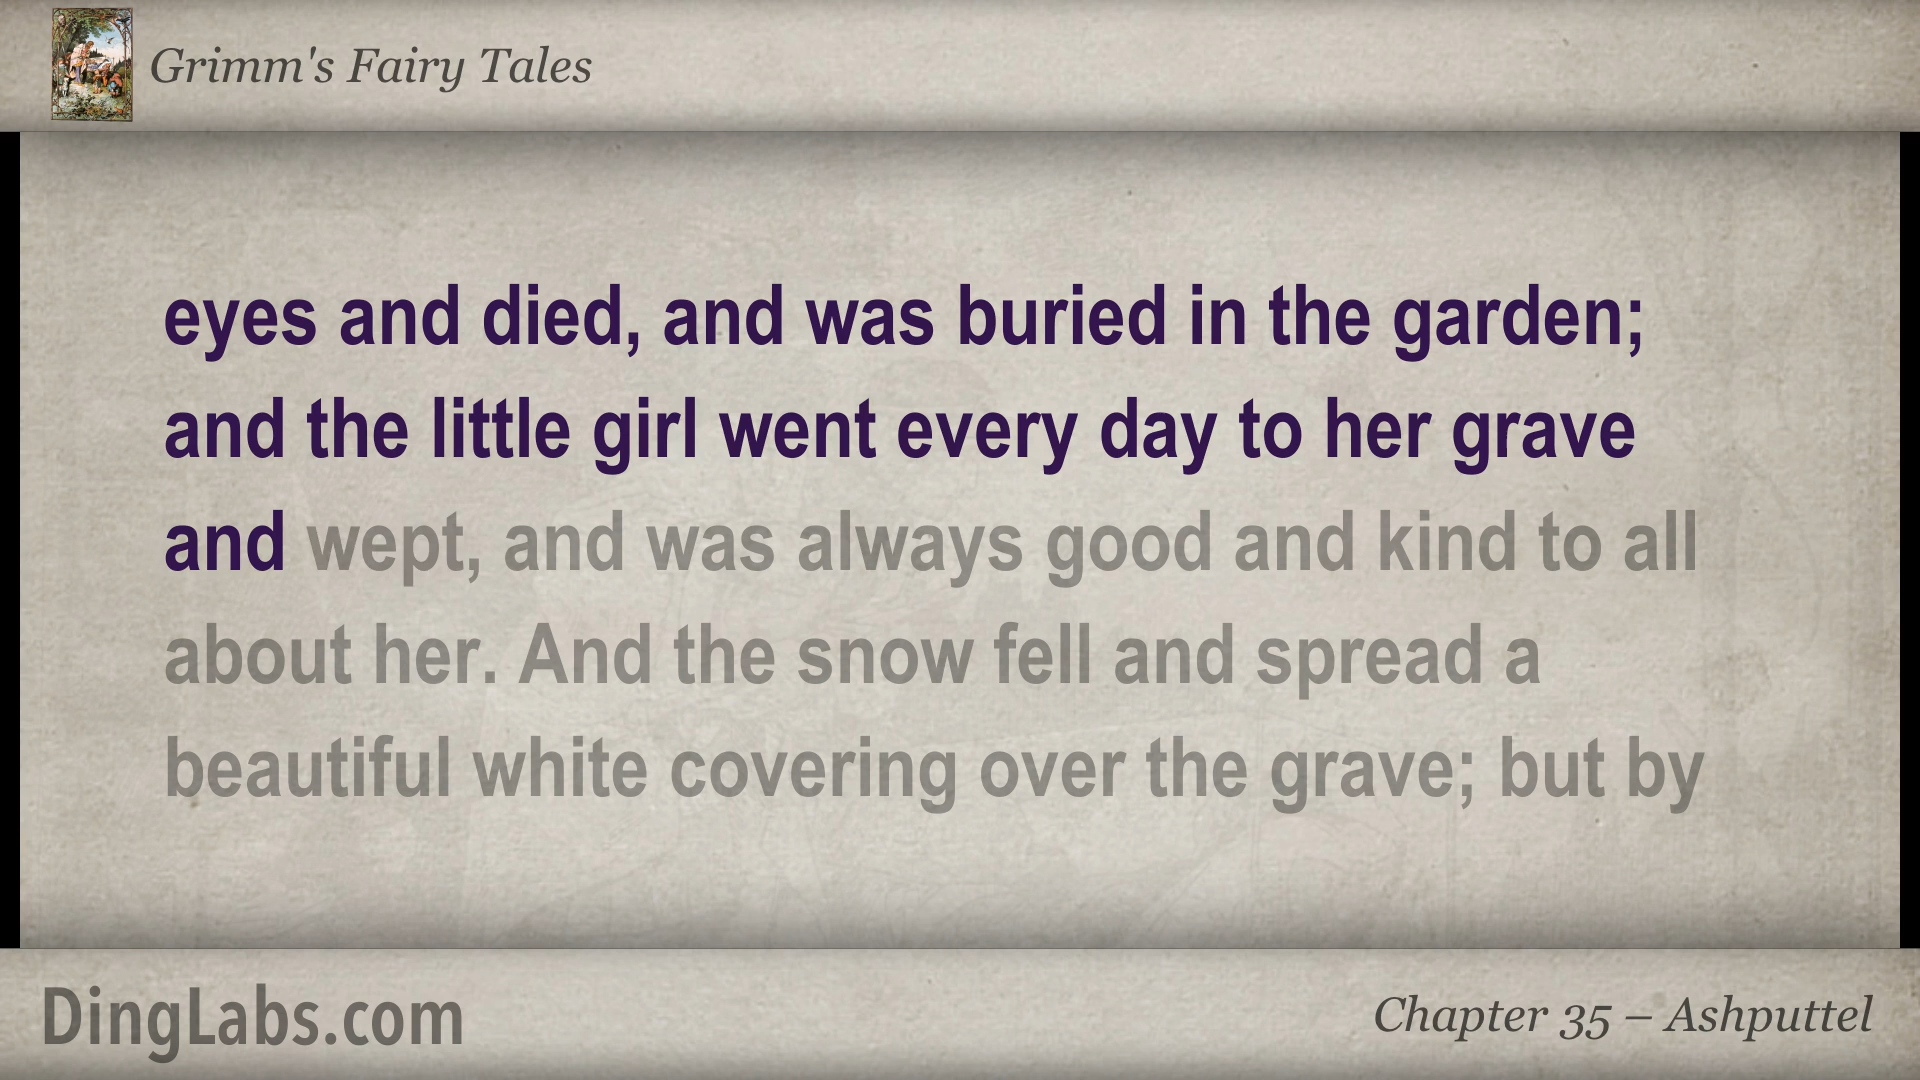 Grimm's Fairy Tales
eyes and died, and was buried in the garden;
and the little girl went every day to her grave
and wept, and was always good and kind to all
about her. And the snow fell and spread a
beautiful white covering over the grave; but by
DingLabs.com
Chapter 35 – Ashputtel